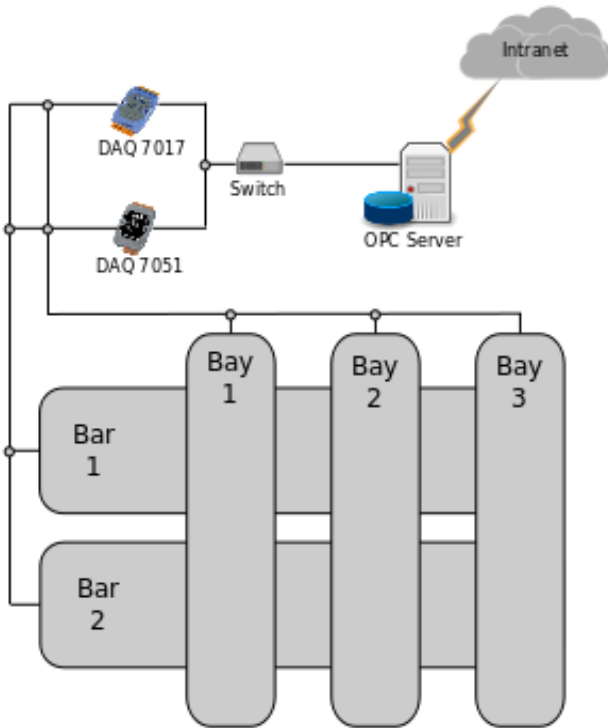 Intranet
DAQ 7017
Switch
OPC Server
DAQ 7051
Bay
1
Bay
2
Bay
3
Bar
1
Bar
2